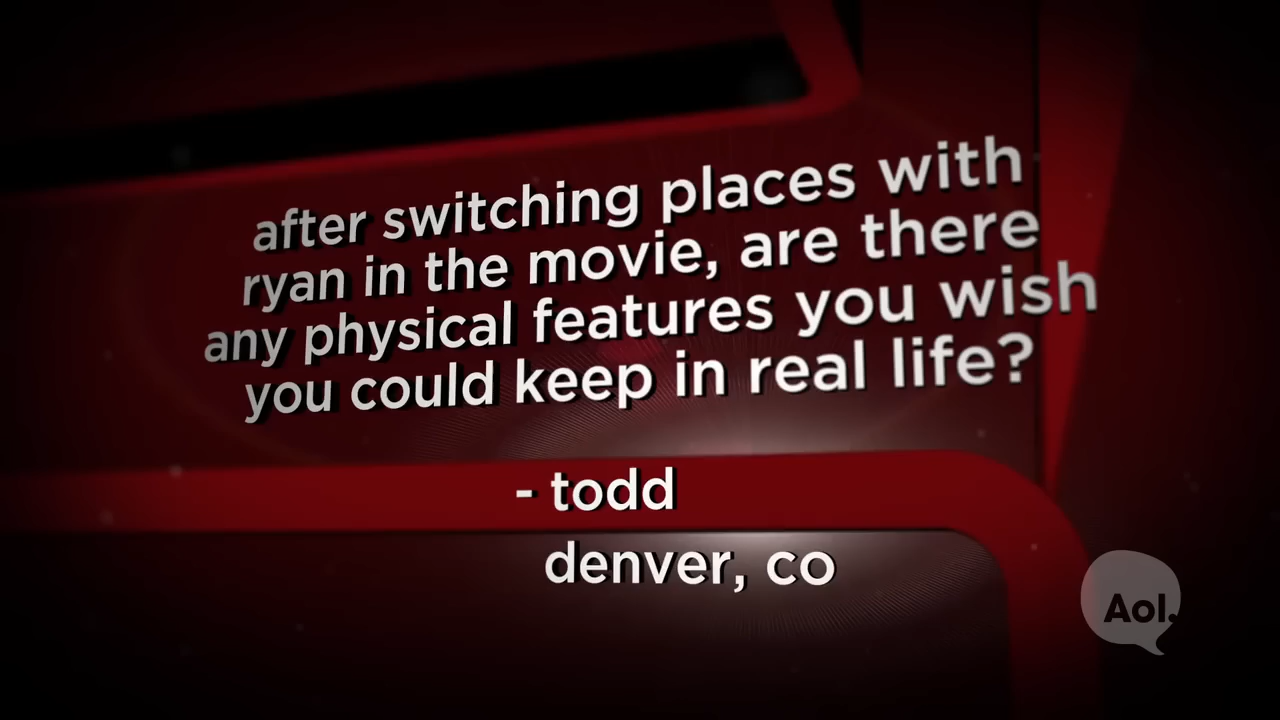 after switching places with
ryan in the movie, are there
any physical features you wish
you could keep in real life?
- todd
denver, co
Aol.